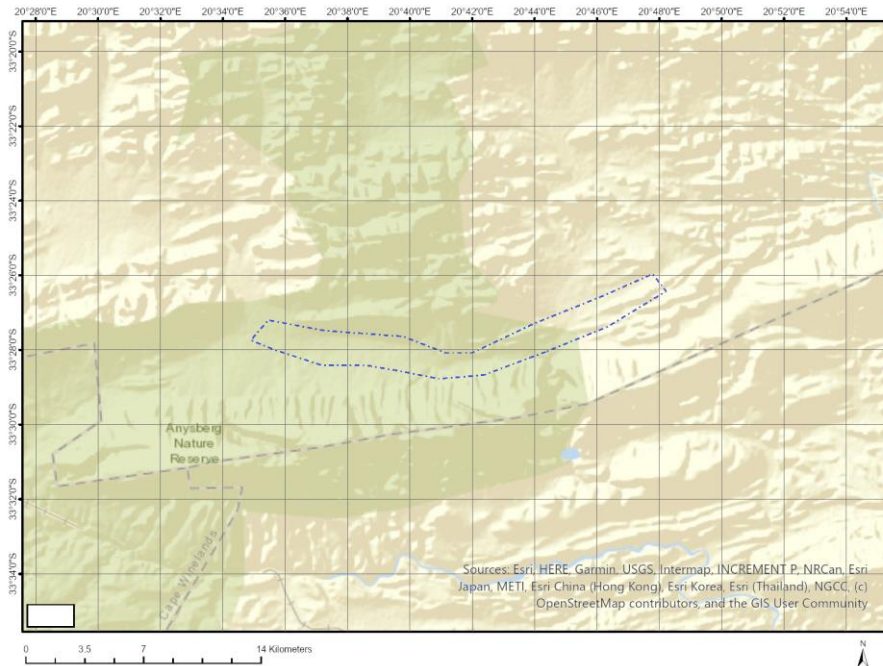 20°28'0"E 20°30'0"E 20°32'0"E 20°34'0"E 20°36'0"E 20°38'0"E 20°40'0"E 20°42'0"E 20°44'0"E 20°46'0"E 20°48'0"E 20°50'0"E 20°52'0"E 20°54'0"E
33°20'0"S
33°22'0"S
33°24'0"S
33°26'0"S
33°28'0"S
33°30'0"S
33°32'0"S
33°34'0"S
Anysberg
Nature
Reserve
Cape Winelands
Sources: Esri, HERE, Garmin, USGS, Intermap, INCREMENT P, NRCan, Esri
Japan, METI, Esri China (Hong Kong), Esri Korea, Esri (Thailand), NGCC, (c)
OpenStreetMap contributors, and the GIS User Community
0 3.5 7 14 Kilometers
N